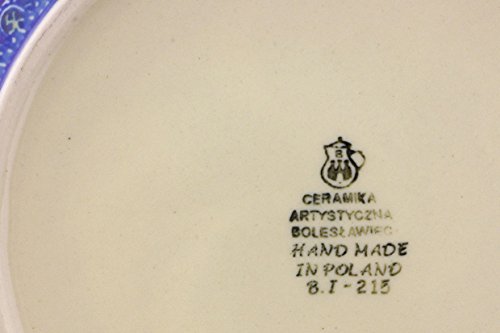 B
CERAMIKA
ARTYSTYCZNA
BOLESŁAWIEC
HAND MADE
IN POLAND
B.I-215